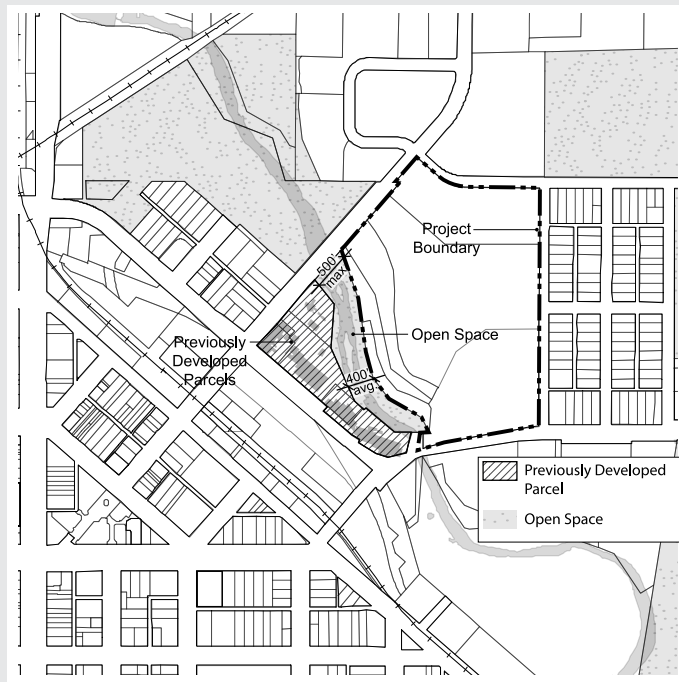 Project
Boundary
500'
max
Previously
Developed
Parcels
Open Space
400'
avg.
Previously Developed
Parcel
Open Space